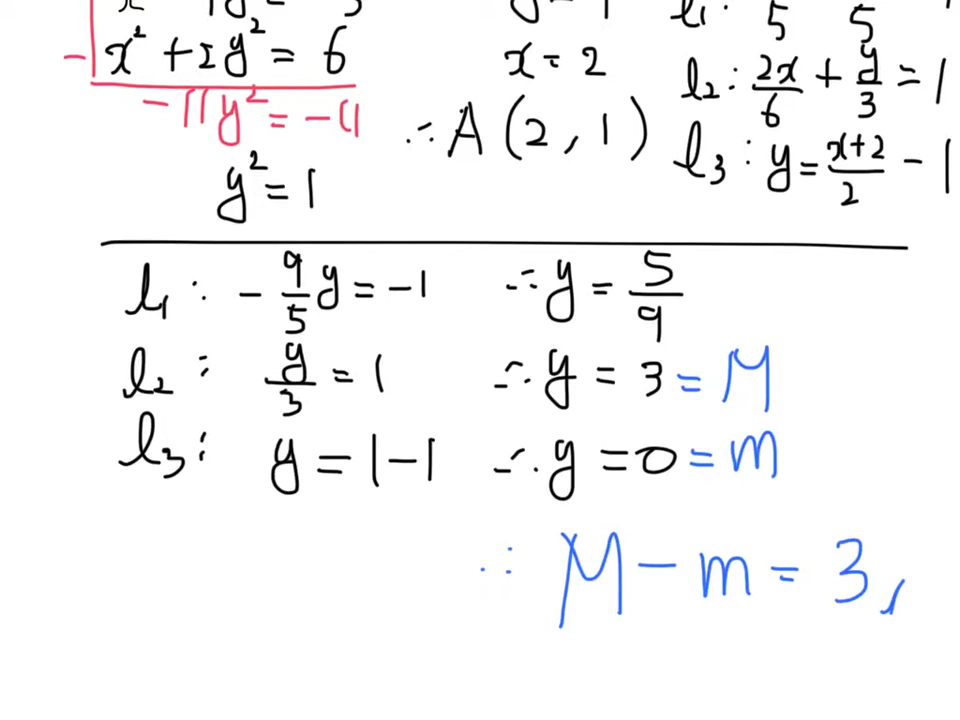 x² + 2y² = 6
x = 2
l₂ : 2x/6 + y/3 = 1
-11y² = -11
∴ A(2, 1)
l₃ : y = (x+2)/2 - 1
y² = 1
l₁ : -9/5 y = -1 ∴ y = 5/9
l₂ : y/3 = 1 ∴ y = 3 = M
l₃ : y = 1-1 ∴ y = 0 = m
∴ M - m = 3